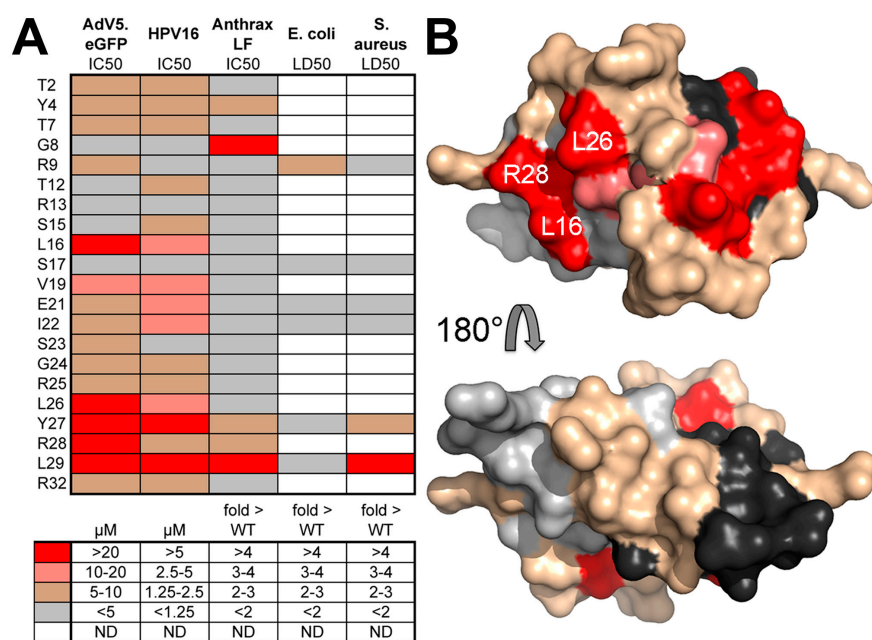 A
AdV5. eGFP IC50
HPV16 IC50
Anthrax LF IC50
E. coli LD50
S. aureus LD50
T2
Y4
T7
G8
R9
T12
R13
S15
L16
S17
V19
E21
I22
S23
G24
R25
L26
Y27
R28
L29
R32
µM µM fold > WT fold > WT fold > WT
>20 >5 >4 >4 >4
10-20 2.5-5 3-4 3-4 3-4
5-10 1.25-2.5 2-3 2-3 2-3
<5 <1.25 <2 <2 <2
ND ND ND ND ND
B
L26
R28
L16
180°